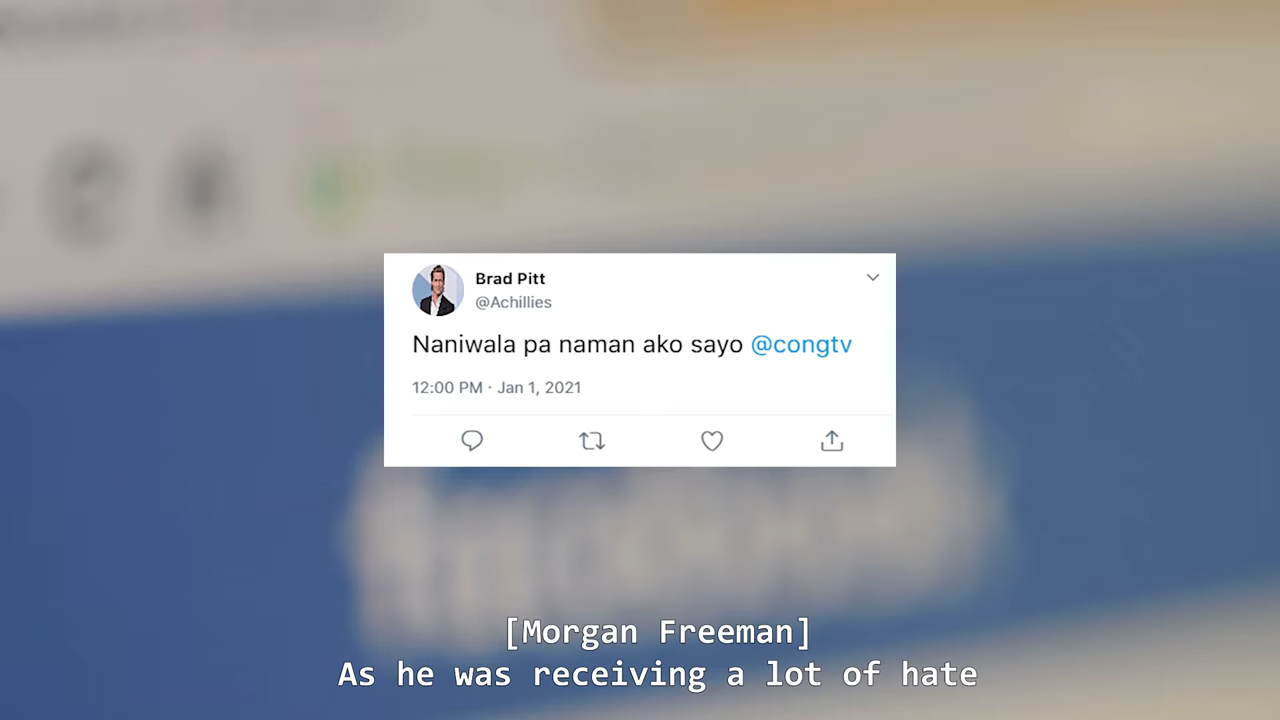 Brad Pitt
@Achillies
Naniwala pa naman ako sayo @congtv
12:00 PM · Jan 1, 2021
[Morgan Freeman]
As he was receiving a lot of hate